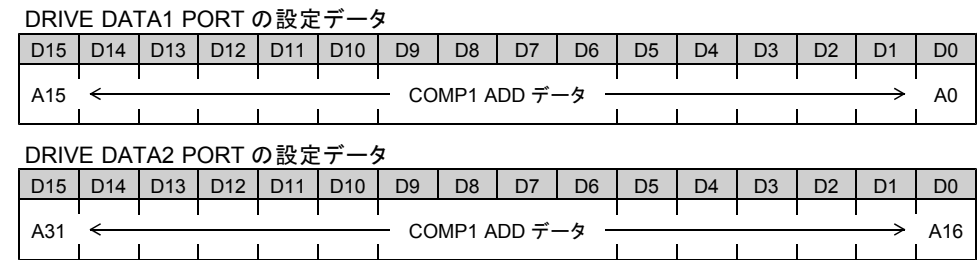 DRIVE DATA1 PORT の設定データ
D15 D14 D13 D12 D11 D10 D9 D8 D7 D6 D5 D4 D3 D2 D1 D0
A15 COMP1 ADD データ A0
DRIVE DATA2 PORT の設定データ
D15 D14 D13 D12 D11 D10 D9 D8 D7 D6 D5 D4 D3 D2 D1 D0
A31 COMP1 ADD データ A16